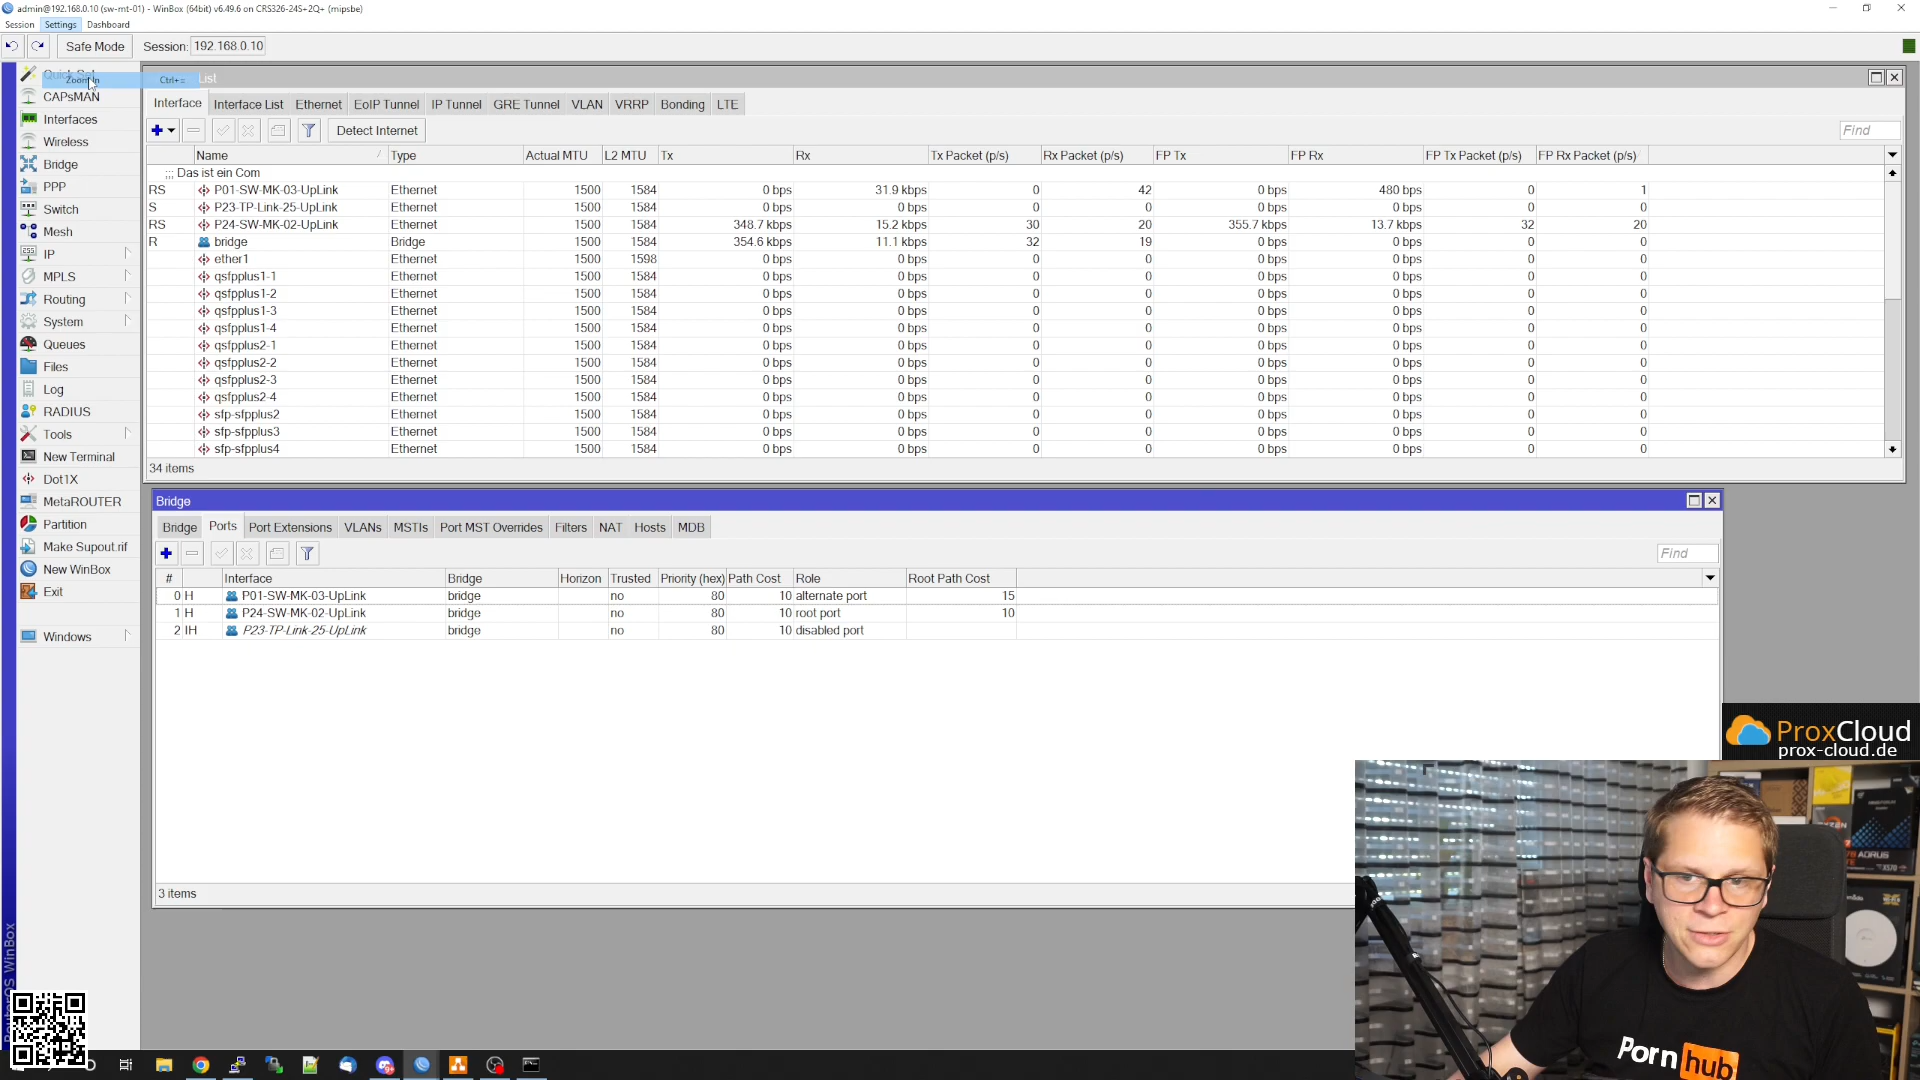 admin@192.168.0.10 (sw-mt-01) - WinBox (64bit) v6.49.6 on CRS326-24S+2Q+ (mipsbe)
Session Settings Dashboard
Safe Mode Session: 192.168.0.10
Quick Set
Zoom In Ctrl+=
List
CAPsMAN
Interfaces
Wireless
Bridge
PPP
Switch
Mesh
IP
MPLS
Routing
System
Queues
Files
Log
RADIUS
Tools
New Terminal
Dot1X
MetaROUTER
Partition
Make Supout.rif
New WinBox
Exit
Windows
RouterOS WinBox
Interface Interface List Ethernet EoIP Tunnel IP Tunnel GRE Tunnel VLAN VRRP Bonding LTE
Detect Internet Find
Name Type Actual MTU L2 MTU Tx Rx Tx Packet (p/s) Rx Packet (p/s) FP Tx FP Rx FP Tx Packet (p/s) FP Rx Packet (p/s)
;;; Das ist ein Com
RS P01-SW-MK-03-UpLink Ethernet 1500 1584 0 bps 31.9 kbps 0 42 0 bps 480 bps 0 1
S P23-TP-Link-25-UpLink Ethernet 1500 1584 0 bps 0 bps 0 0 0 bps 0 bps 0 0
RS P24-SW-MK-02-UpLink Ethernet 1500 1584 348.7 kbps 15.2 kbps 30 20 355.7 kbps 13.7 kbps 32 20
R bridge Bridge 1500 1584 354.6 kbps 11.1 kbps 32 19 0 bps 0 bps 0 0
ether1 Ethernet 1500 1598 0 bps 0 bps 0 0 0 bps 0 bps 0 0
qsfpplus1-1 Ethernet 1500 1584 0 bps 0 bps 0 0 0 bps 0 bps 0 0
qsfpplus1-2 Ethernet 1500 1584 0 bps 0 bps 0 0 0 bps 0 bps 0 0
qsfpplus1-3 Ethernet 1500 1584 0 bps 0 bps 0 0 0 bps 0 bps 0 0
qsfpplus1-4 Ethernet 1500 1584 0 bps 0 bps 0 0 0 bps 0 bps 0 0
qsfpplus2-1 Ethernet 1500 1584 0 bps 0 bps 0 0 0 bps 0 bps 0 0
qsfpplus2-2 Ethernet 1500 1584 0 bps 0 bps 0 0 0 bps 0 bps 0 0
qsfpplus2-3 Ethernet 1500 1584 0 bps 0 bps 0 0 0 bps 0 bps 0 0
qsfpplus2-4 Ethernet 1500 1584 0 bps 0 bps 0 0 0 bps 0 bps 0 0
sfp-sfpplus2 Ethernet 1500 1584 0 bps 0 bps 0 0 0 bps 0 bps 0 0
sfp-sfpplus3 Ethernet 1500 1584 0 bps 0 bps 0 0 0 bps 0 bps 0 0
sfp-sfpplus4 Ethernet 1500 1584 0 bps 0 bps 0 0 0 bps 0 bps 0 0
34 items
Bridge
Bridge Ports Port Extensions VLANs MSTIs Port MST Overrides Filters NAT Hosts MDB
Find
# Interface Bridge Horizon Trusted Priority (hex) Path Cost Role Root Path Cost
0 H P01-SW-MK-03-UpLink bridge no 80 10 alternate port 15
1 H P24-SW-MK-02-UpLink bridge no 80 10 root port 10
2 IH P23-TP-Link-25-UpLink bridge no 80 10 disabled port
3 items
ProxCloud
prox-cloud.de
RYZEN
AORUS
X570
Porn hub